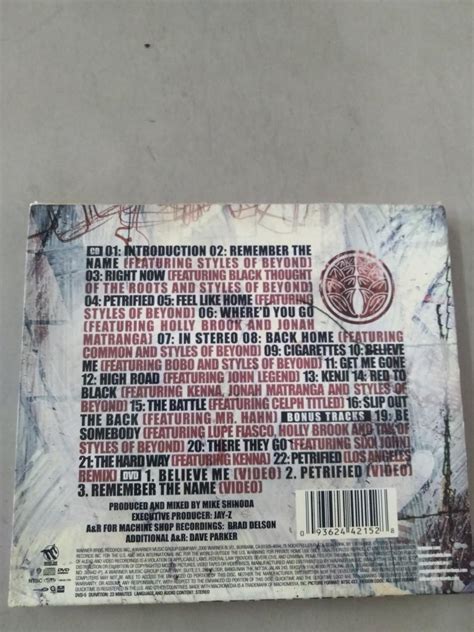 CD 01: INTRODUCTION 02: REMEMBER THE
NAME (FEATURING STYLES OF BEYOND)
03: RIGHT NOW (FEATURING BLACK THOUGHT
OF THE ROOTS AND STYLES OF BEYOND)
04: PETRIFIED 05: FEEL LIKE HOME (FEATURING
STYLES OF BEYOND) 06: WHERE'D YOU GO
(FEATURING HOLLY BROOK AND JONAH
MATRANGA) 07: IN STEREO 08: BACK HOME (FEATURING
COMMON AND STYLES OF BEYOND) 09: CIGARETTES 10: BELIEVE
ME (FEATURING BOBO AND STYLES OF BEYOND) 11: GET ME GONE
12: HIGH ROAD (FEATURING JOHN LEGEND) 13: KENJI 14: RED TO
BLACK (FEATURING KENNA, JONAH MATRANGA AND STYLES OF
BEYOND) 15: THE BATTLE (FEATURING CELPH TITLED) 16: SLIP OUT
THE BACK (FEATURING MR. HAHN) BONUS TRACKS 19: BE
SOMEBODY (FEATURING LUPE FIASCO, HOLLY BROOK AND TAK
OF STYLES OF BEYOND) 20: THERE THEY GO (FEATURING SIXX JOHN)
21: THE HARD WAY (FEATURING KENNA) 22: PETRIFIED (LOS ANGELES
REMIX) DVD 1. BELIEVE ME (VIDEO) 2. PETRIFIED (VIDEO)
3. REMEMBER THE NAME (VIDEO)
PRODUCED AND MIXED BY MIKE SHINODA
EXECUTIVE PRODUCER: JAY-Z
A&R FOR MACHINE SHOP RECORDINGS: BRAD DELSON
ADDITIONAL A&R: DAVE PARKER
0 93624 42152 8